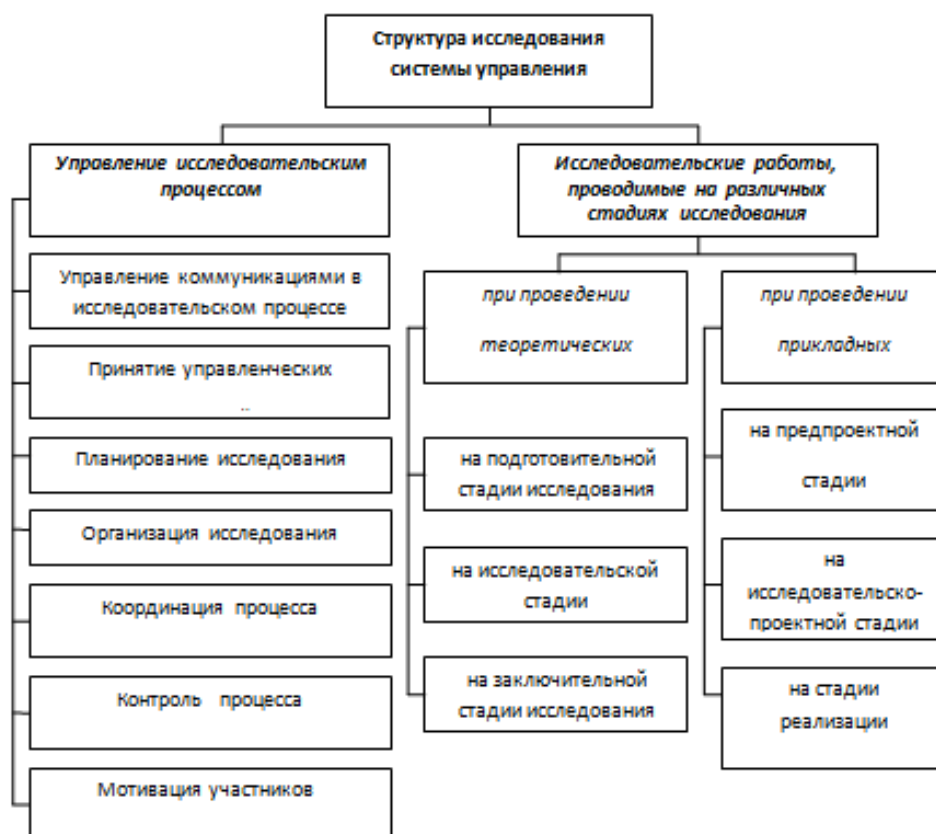 Структура исследования
системы управления
Управление исследовательским
процессом
Управление коммуникациями в
исследовательском процессе
Принятие управленческих
Планирование исследования
Организация исследования
Координация процесса
Контроль процесса
Мотивация участников
Исследовательские работы,
проводимые на различных
стадиях исследования
при проведении
теоретических
на подготовительной
стадии исследования
на исследовательской
стадии
на заключительной
стадии исследования
при проведении
прикладных
на предпроектной
стадии
на
исследовательско-
проектной стадии
на стадии
реализации